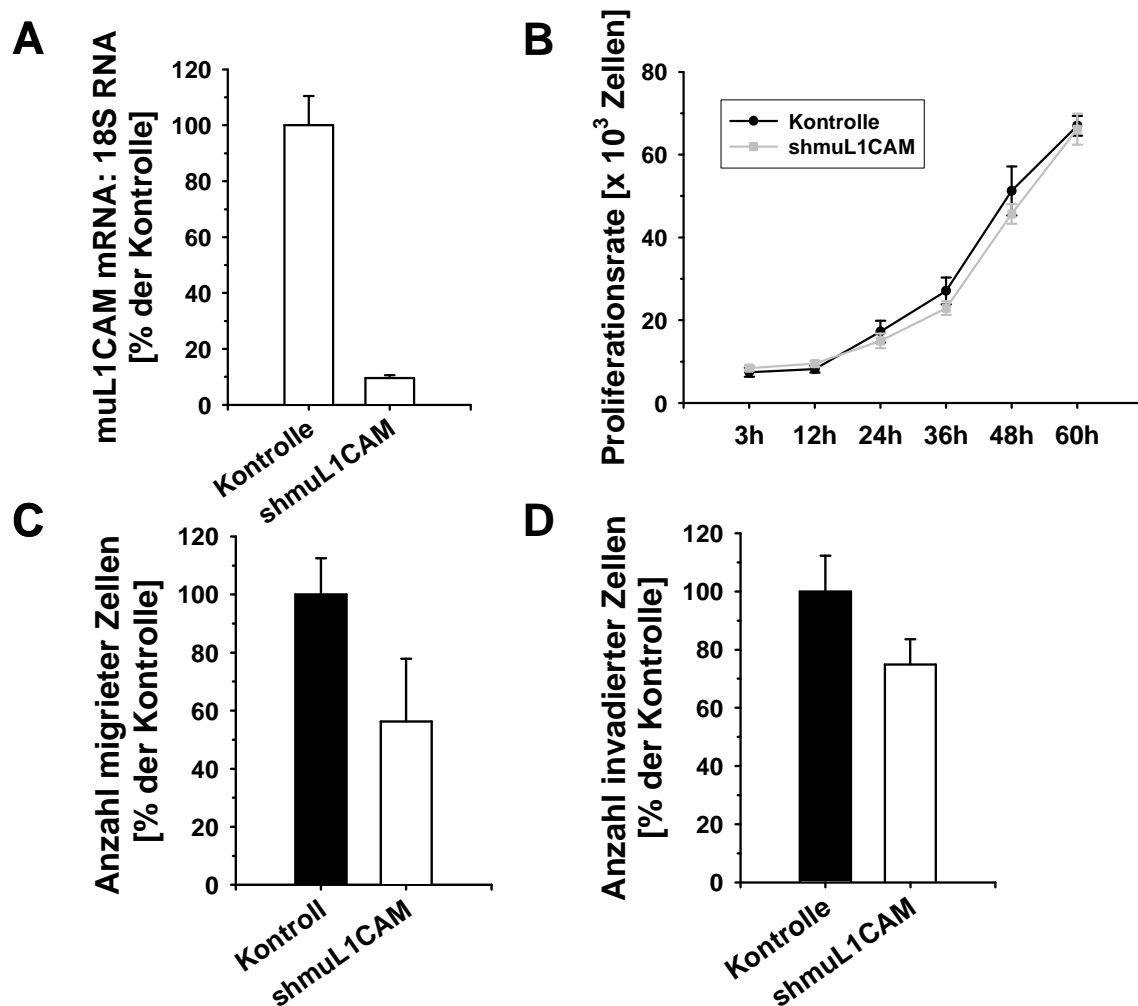 A
muL1CAM mRNA: 18S RNA
[% der Kontrolle]
120
100
80
60
40
20
0
Kontrolle
shmuL1CAM
B
Proliferationsrate [x 10³ Zellen]
80
60
40
20
0
Kontrolle
shmuL1CAM
3h 12h 24h 36h 48h 60h
C
Anzahl migrieter Zellen
[% der Kontrolle]
120
100
80
60
40
20
0
Kontroll
shmuL1CAM
D
Anzahl invadierter Zellen
[% der Kontrolle]
120
100
80
60
40
20
0
Kontrolle
shmuL1CAM